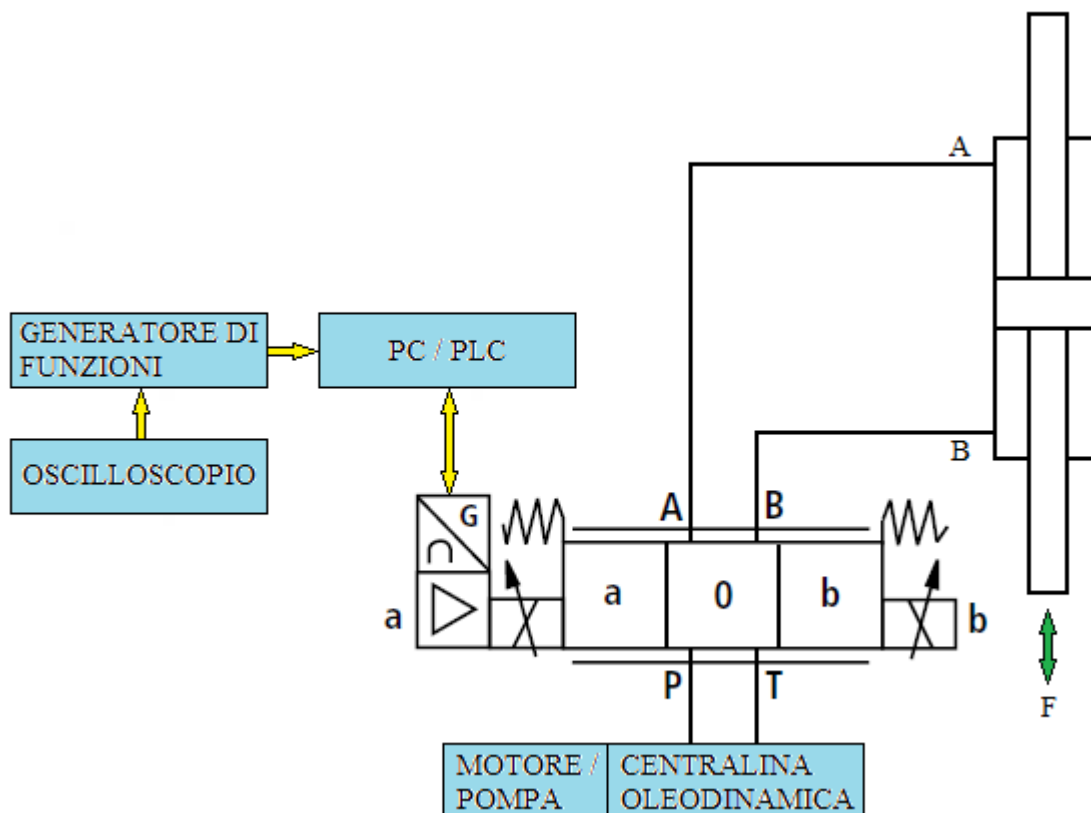 A
GENERATORE DI
FUNZIONI
PC / PLC
OSCILLOSCOPIO
B
G
A B
a 0 b
a
b
P T
F
MOTORE /
POMPA
CENTRALINA
OLEODINAMICA